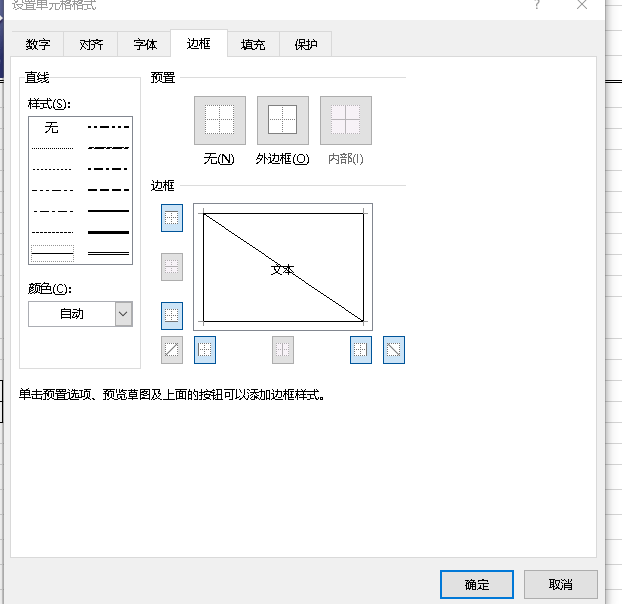 设置单元格格式 ?
数字 对齐 字体 边框 填充 保护
直线
样式(S):
无
颜色(C):
自动
预置
无(N) 外边框(O) 内部(I)
边框
文本
单击预置选项、预览草图及上面的按钮可以添加边框样式。
确定 取消